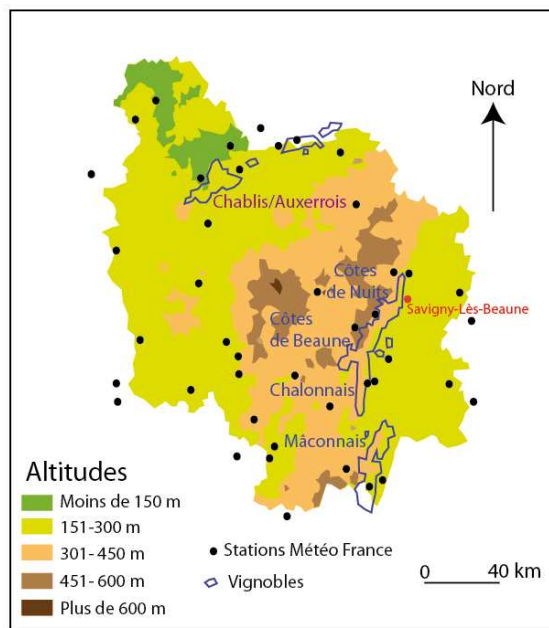 Nord
Chablis/Auxerrois
Côtes
de Nuits
Savigny-Lès-Beaune
Côtes
de Beaune
Chalonnais
Mâconnais
Altitudes
Moins de 150 m
151-300 m
301- 450 m
451- 600 m
Plus de 600 m
Stations Météo France
Vignobles
0 40 km